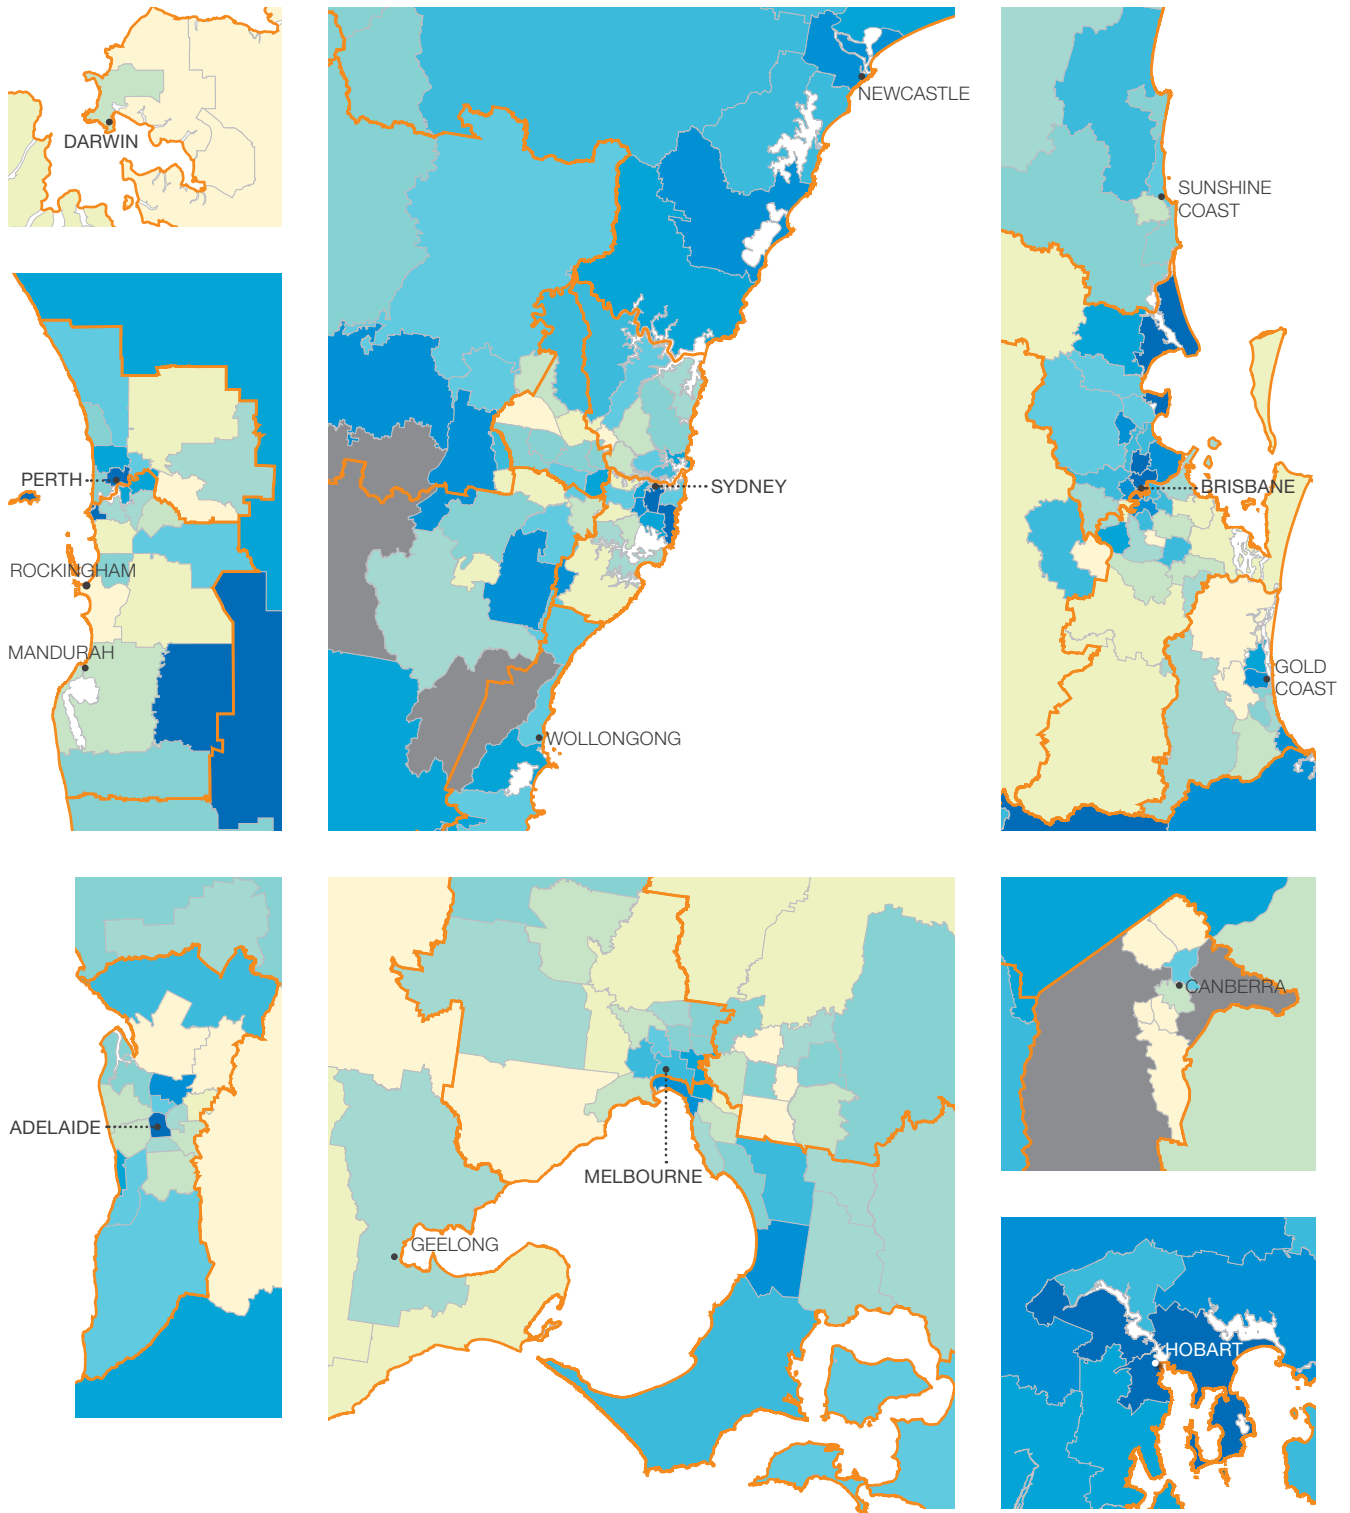 DARWIN
NEWCASTLE
SUNSHINE
COAST
PERTH
SYDNEY
BRISBANE
ROCKINGHAM
MANDURAH
GOLD
COAST
WOLLONGONG
ADELAIDE
CANBERRA
MELBOURNE
GEELONG
HOBART